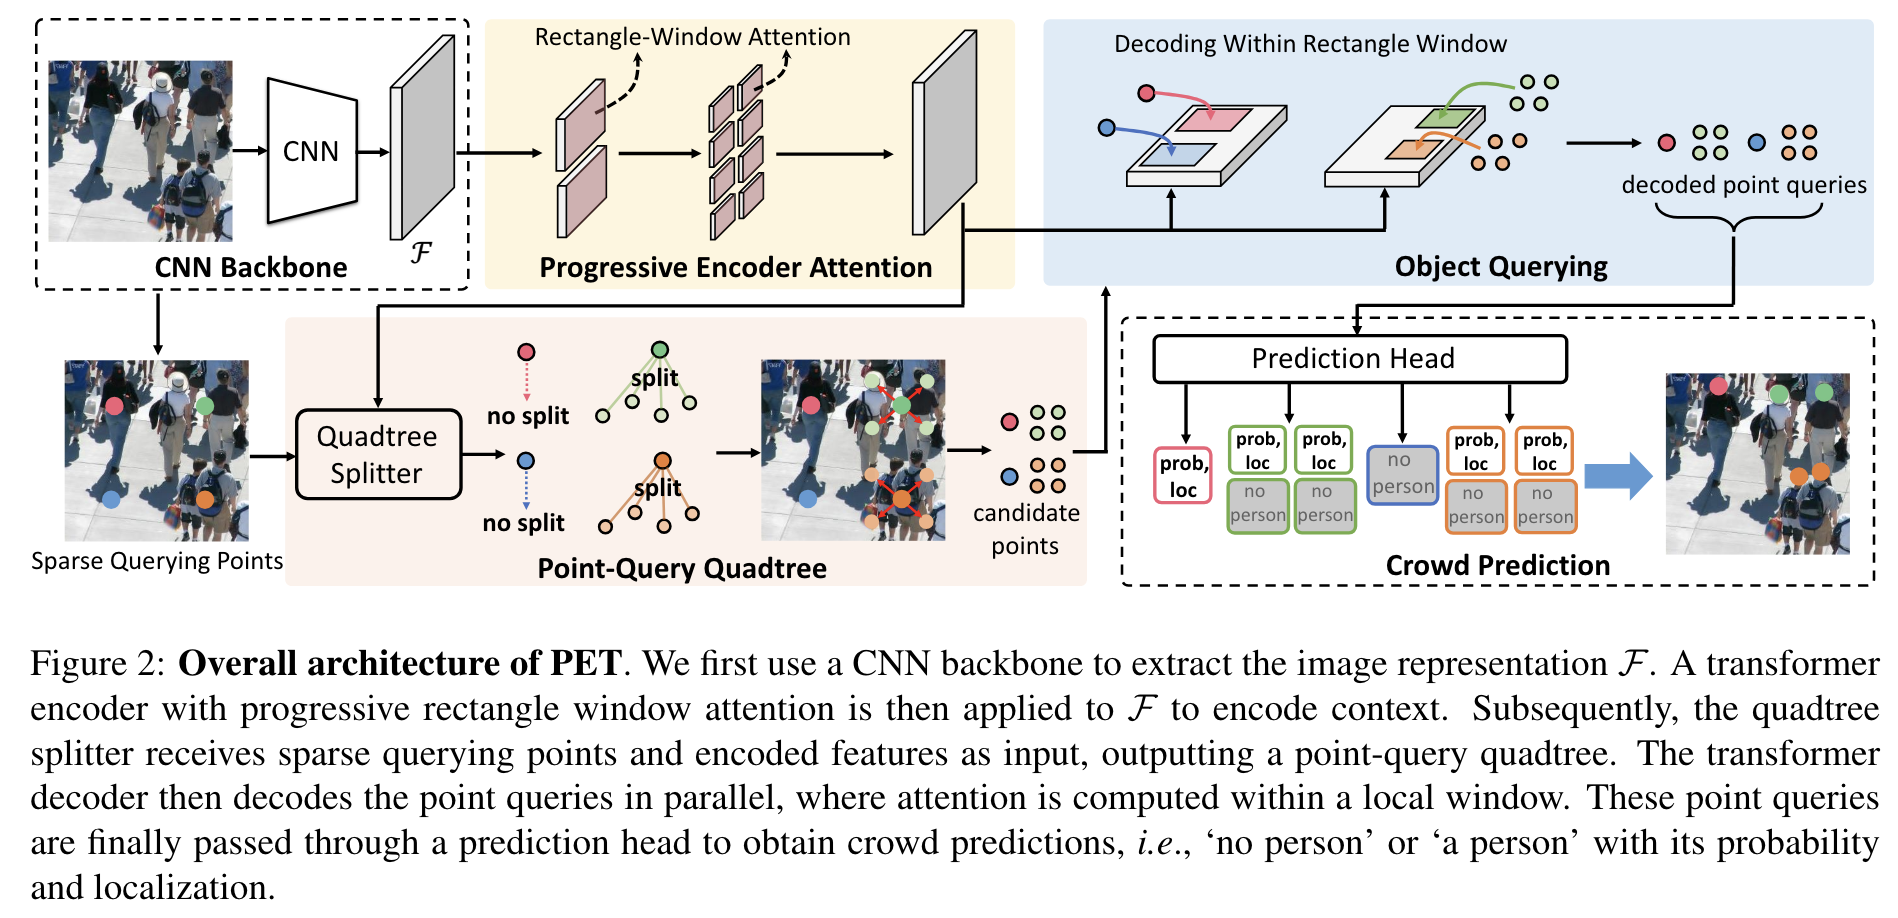 Rectangle-Window Attention
CNN
ℱ
CNN Backbone
Progressive Encoder Attention
Decoding Within Rectangle Window
decoded point queries
Object Querying
Sparse Querying Points
Quadtree
Splitter
no split
split
no split
split
candidate
points
Point-Query Quadtree
Prediction Head
prob,
loc
prob,
loc
prob,
loc
no
person
no
person
no
person
prob,
loc
prob,
loc
no
person
no
person
Crowd Prediction
Figure 2: Overall architecture of PET. We first use a CNN backbone to extract the image representation ℱ. A transformer
encoder with progressive rectangle window attention is then applied to ℱ to encode context. Subsequently, the quadtree
splitter receives sparse querying points and encoded features as input, outputting a point-query quadtree. The transformer
decoder then decodes the point queries in parallel, where attention is computed within a local window. These point queries
are finally passed through a prediction head to obtain crowd predictions, i.e., ‘no person’ or ‘a person’ with its probability
and localization.